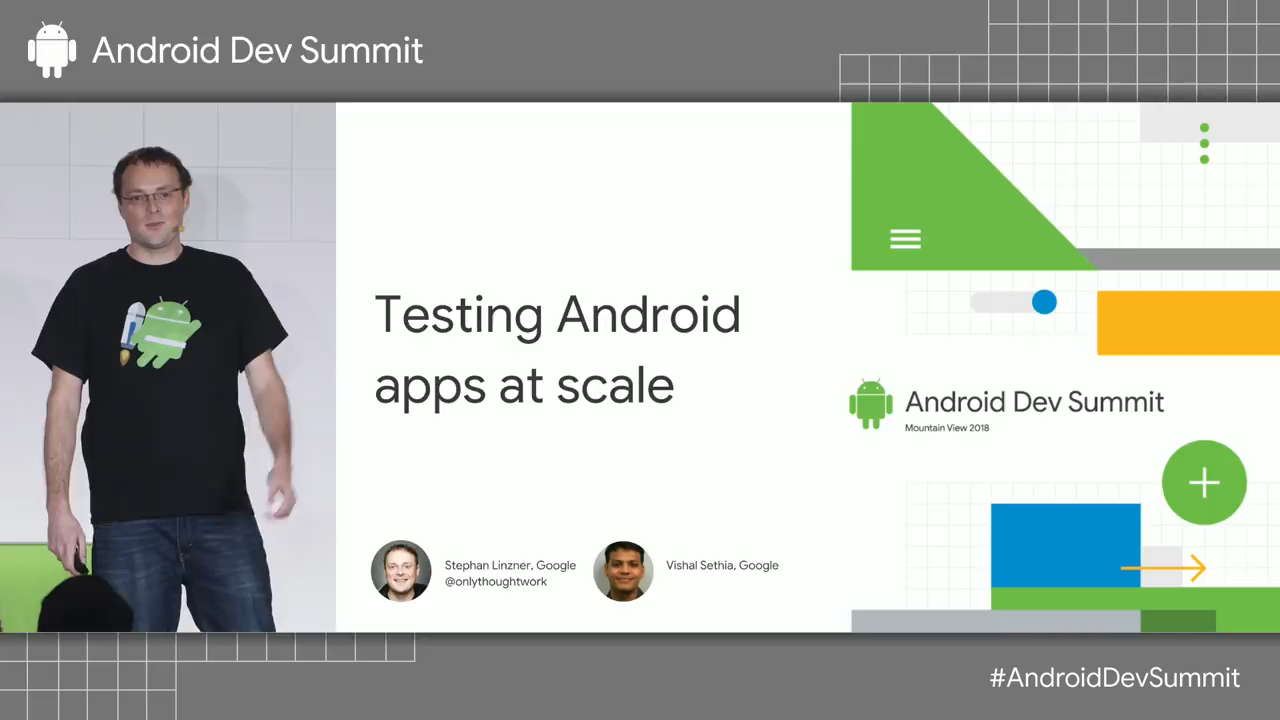 Android Dev Summit
Testing Android
apps at scale
Android Dev Summit
Mountain View 2018
Stephan Linzner, Google
@onlythoughtwork
Vishal Sethia, Google
#AndroidDevSummit